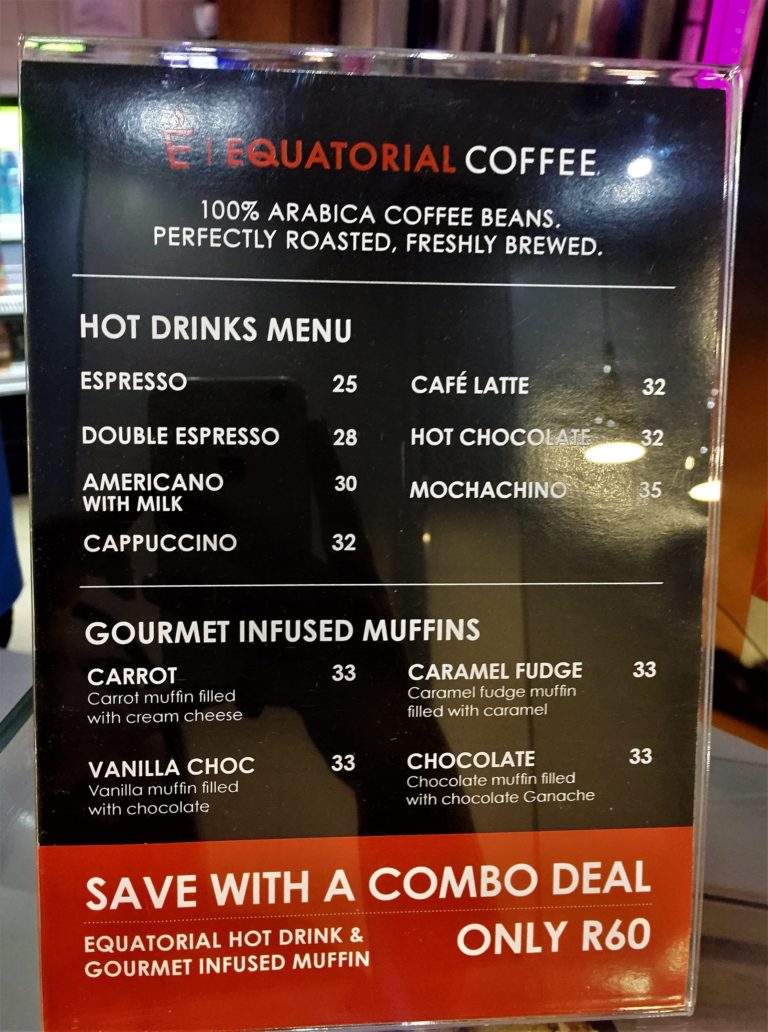 E | EQUATORIAL COFFEE.
100% ARABICA COFFEE BEANS.
PERFECTLY ROASTED, FRESHLY BREWED.
HOT DRINKS MENU
ESPRESSO 25
DOUBLE ESPRESSO 28
AMERICANO 30
WITH MILK
CAPPUCCINO 32
CAFÉ LATTE 32
HOT CHOCOLATE 32
MOCHACHINO 35
GOURMET INFUSED MUFFINS
CARROT 33
Carrot muffin filled
with cream cheese
VANILLA CHOC 33
Vanilla muffin filled
with chocolate
CARAMEL FUDGE 33
Caramel fudge muffin
filled with caramel
CHOCOLATE 33
Chocolate muffin filled
with chocolate Ganache
SAVE WITH A COMBO DEAL
EQUATORIAL HOT DRINK &
GOURMET INFUSED MUFFIN
ONLY R60